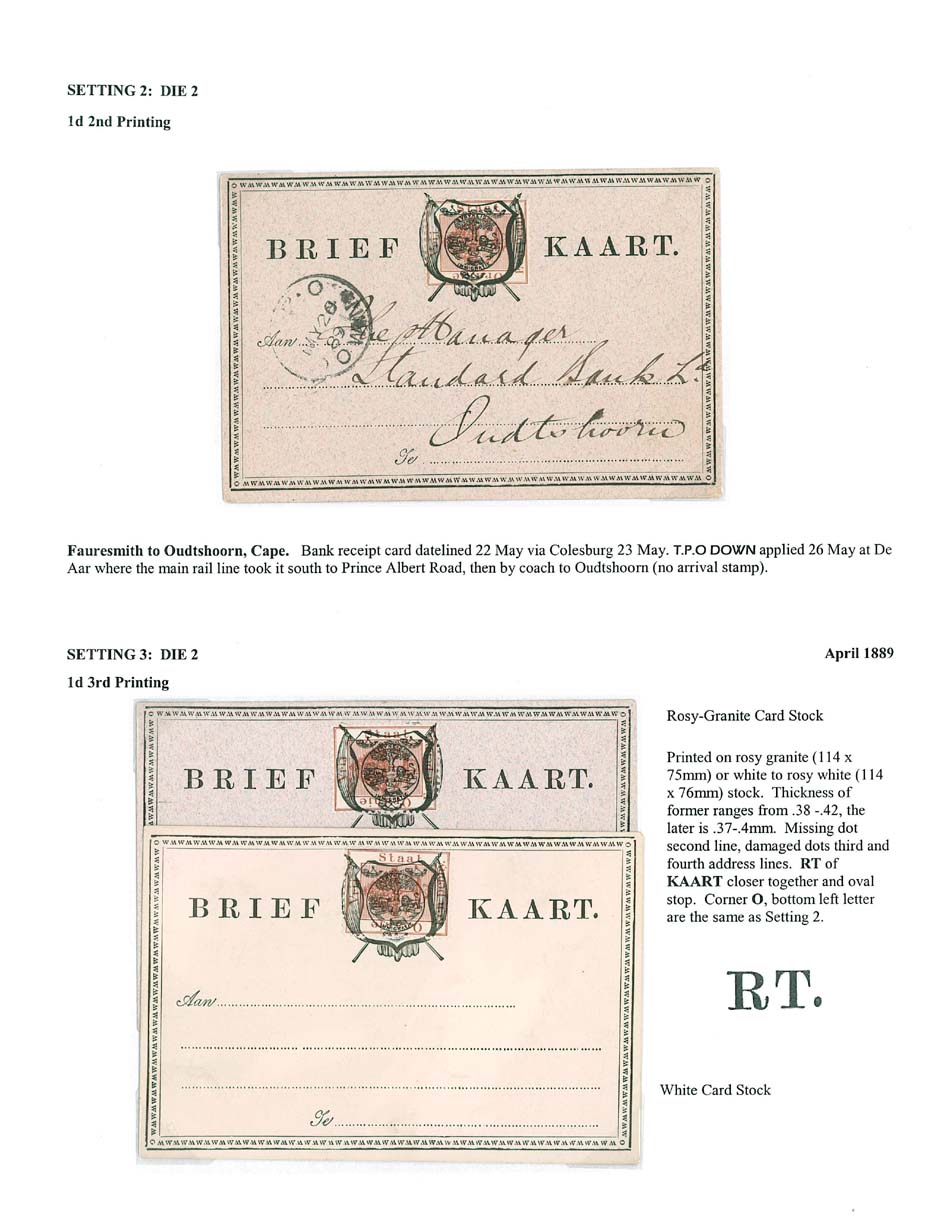 SETTING 2: DIE 2
1d 2nd Printing
BRIEF KAART.
Staat
MY 26
89
Aan The Manager
Standard Bank Ld
Oudtshoorn
Te
Fauresmith to Oudtshoorn, Cape. Bank receipt card datelined 22 May via Colesburg 23 May. T.P.O DOWN applied 26 May at De
Aar where the main rail line took it south to Prince Albert Road, then by coach to Oudtshoorn (no arrival stamp).
SETTING 3: DIE 2
April 1889
1d 3rd Printing
Staat
BRIEF KAART.
Staat
BRIEF KAART.
Aan
Te
Rosy-Granite Card Stock
Printed on rosy granite (114 x
75mm) or white to rosy white (114
x 76mm) stock. Thickness of
former ranges from .38 -.42, the
later is .37-.4mm. Missing dot
second line, damaged dots third and
fourth address lines. RT of
KAART closer together and oval
stop. Corner O, bottom left letter
are the same as Setting 2.
RT.
White Card Stock